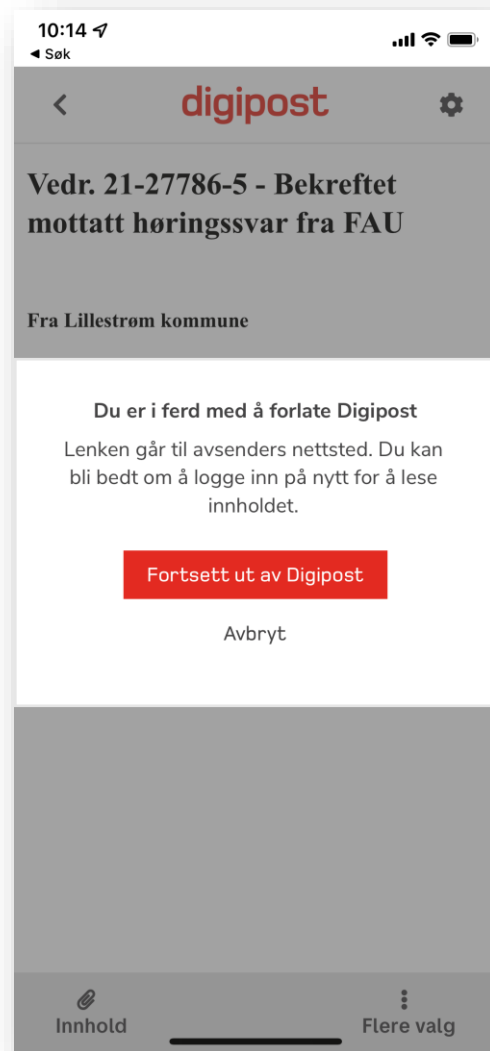 10:14
◀ Søk
digipost
Vedr. 21-27786-5 - Bekreftet
mottatt høringssvar fra FAU
Fra Lillestrøm kommune
Du er i ferd med å forlate Digipost
Lenken går til avsenders nettsted. Du kan
bli bedt om å logge inn på nytt for å lese
innholdet.
Fortsett ut av Digipost
Avbryt
Innhold
Flere valg